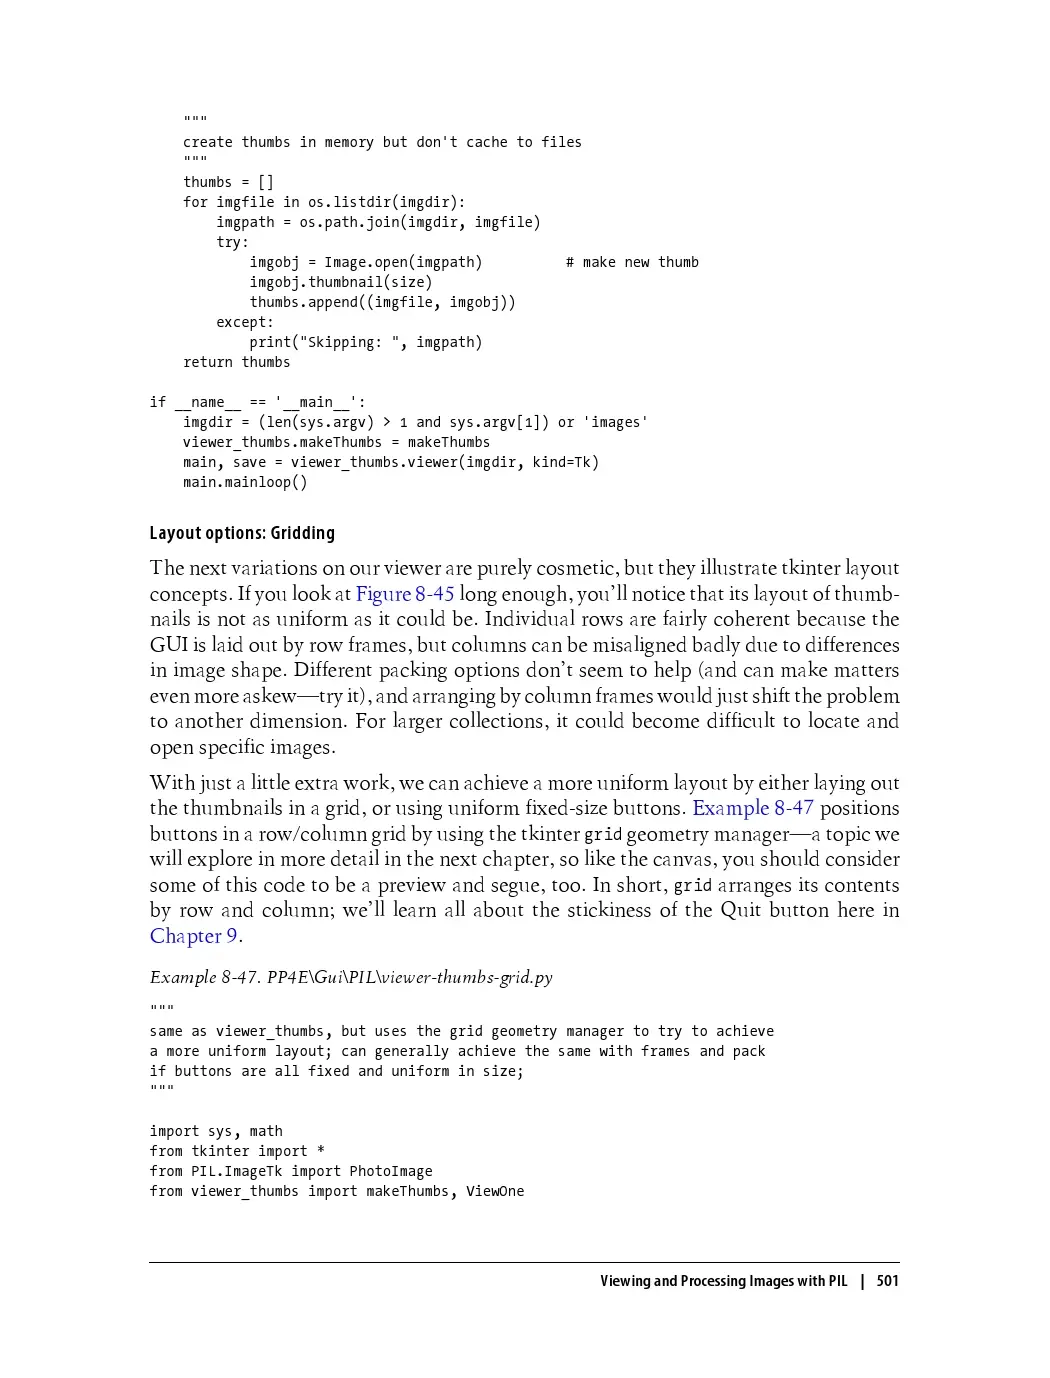 """
    create thumbs in memory but don't cache to files
    """
    thumbs = []
    for imgfile in os.listdir(imgdir):
        imgpath = os.path.join(imgdir, imgfile)
        try:
            imgobj = Image.open(imgpath)          # make new thumb
            imgobj.thumbnail(size)
            thumbs.append((imgfile, imgobj))
        except:
            print("Skipping: ", imgpath)
    return thumbs

if __name__ == '__main__':
    imgdir = (len(sys.argv) > 1 and sys.argv[1]) or 'images'
    viewer_thumbs.makeThumbs = makeThumbs
    main, save = viewer_thumbs.viewer(imgdir, kind=Tk)
    main.mainloop()

Layout options: Gridding
The next variations on our viewer are purely cosmetic, but they illustrate tkinter layout
concepts. If you look at Figure 8-45 long enough, you’ll notice that its layout of thumb-
nails is not as uniform as it could be. Individual rows are fairly coherent because the
GUI is laid out by row frames, but columns can be misaligned badly due to differences
in image shape. Different packing options don’t seem to help (and can make matters
even more askew—try it), and arranging by column frames would just shift the problem
to another dimension. For larger collections, it could become difficult to locate and
open specific images.
With just a little extra work, we can achieve a more uniform layout by either laying out
the thumbnails in a grid, or using uniform fixed-size buttons. Example 8-47 positions
buttons in a row/column grid by using the tkinter grid geometry manager—a topic we
will explore in more detail in the next chapter, so like the canvas, you should consider
some of this code to be a preview and segue, too. In short, grid arranges its contents
by row and column; we’ll learn all about the stickiness of the Quit button here in
Chapter 9.
Example 8-47. PP4E\Gui\PIL\viewer-thumbs-grid.py
"""
same as viewer_thumbs, but uses the grid geometry manager to try to achieve
a more uniform layout; can generally achieve the same with frames and pack
if buttons are all fixed and uniform in size;
"""

import sys, math
from tkinter import *
from PIL.ImageTk import PhotoImage
from viewer_thumbs import makeThumbs, ViewOne

Viewing and Processing Images with PIL | 501